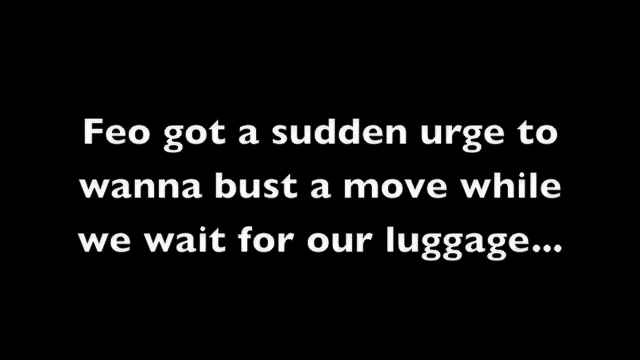 Feo got a sudden urge to
wanna bust a move while
we wait for our luggage...